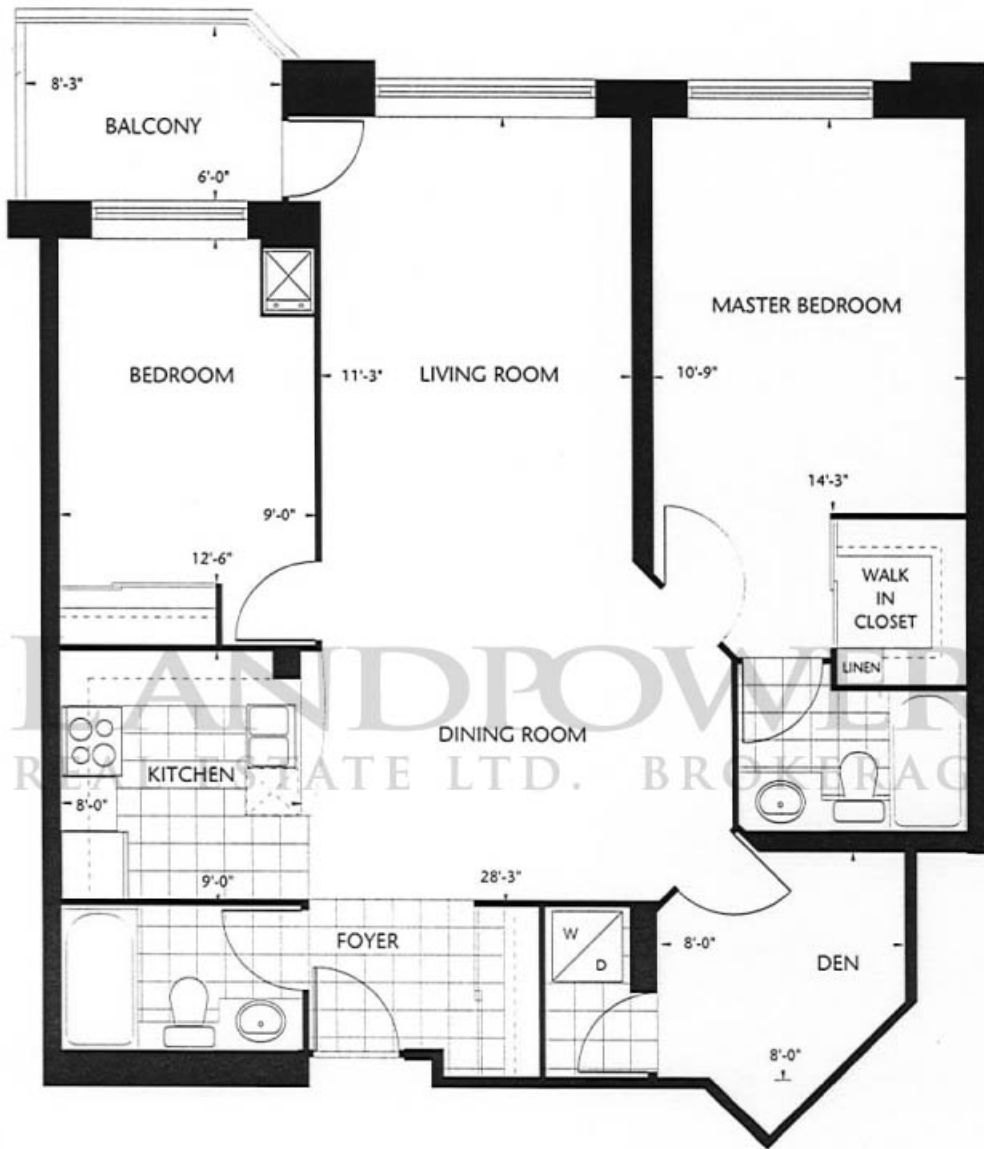 8'-3"
BALCONY
6'-0"
MASTER BEDROOM
BEDROOM
11'-3"
LIVING ROOM
10'-9"
14'-3"
9'-0"
12'-6"
WALK
IN
CLOSET
LINEN
LANDPOWER
REAL ESTATE LTD. BROKERAG
DINING ROOM
KITCHEN
8'-0"
9'-0"
28'-3"
FOYER
W
D
8'-0"
DEN
8'-0"